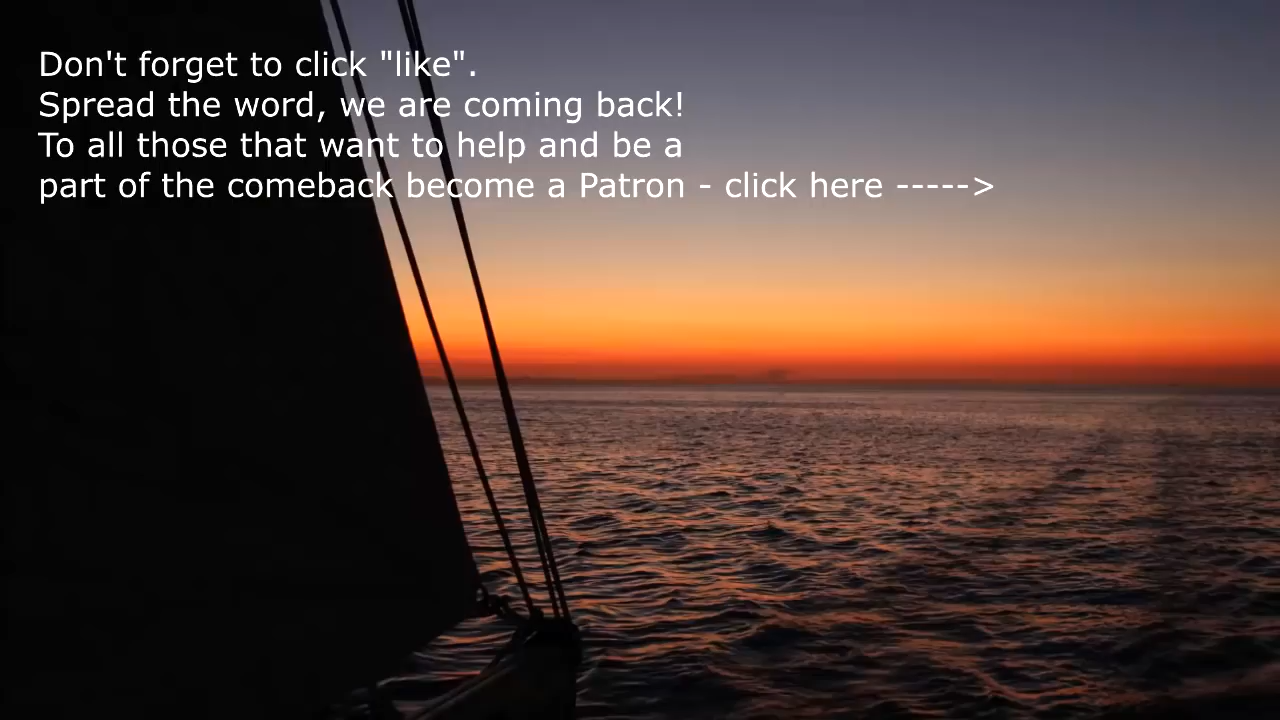 Don't forget to click "like".
Spread the word, we are coming back!
To all those that want to help and be a
part of the comeback become a Patron - click here ----->